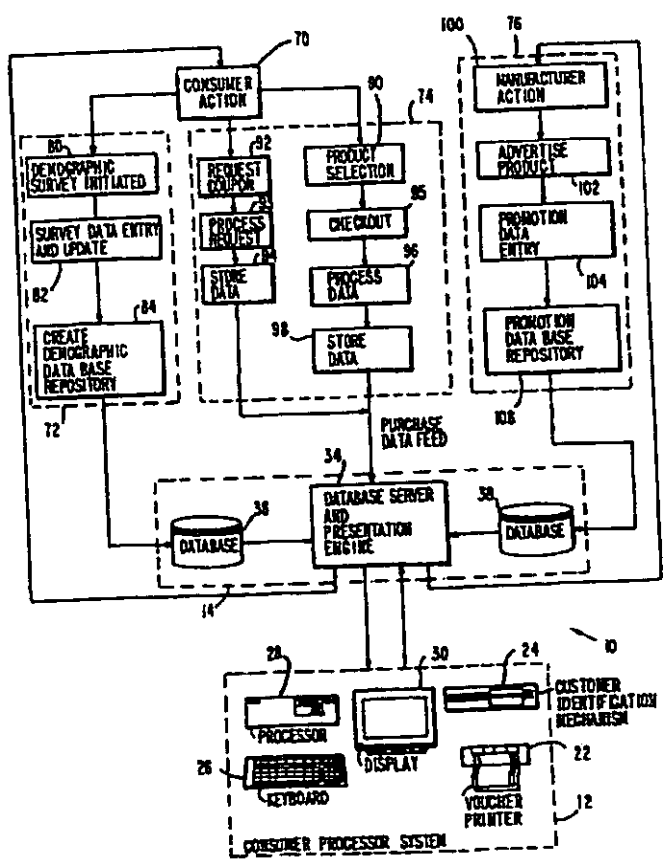 70
100
76
CONSUMER
ACTION
MANUFACTURER
ACTION
90
74
80
DEMOGRAPHIC
SURVEY INITIATED
92
REQUEST
COUPON
PRODUCT
SELECTION
ADVERTISE
PRODUCT
102
SURVEY DATA ENTRY
AND UPDATE
82
93
PROCESS
REQUEST
95
CHECKOUT
PROMOTION
DATA
ENTRY
104
94
STORE
DATA
96
PROCESS
DATA
84
CREATE
DEMOGRAPHIC
DATA BASE
REPOSITORY
72
98
STORE
DATA
PROMOTION
DATA BASE
REPOSITORY
108
PURCHASE
DATA FEED
34
DATABASE SERVER
AND
PRESENTATION
ENGINE
38
DATABASE
38
DATABASE
14
10
28
PROCESSOR
30
DISPLAY
24
CUSTOMER
IDENTIFICATION
MECHANISM
26
KEYBOARD
22
VOUCHER
PRINTER
12
CONSUMER PROCESSOR SYSTEM